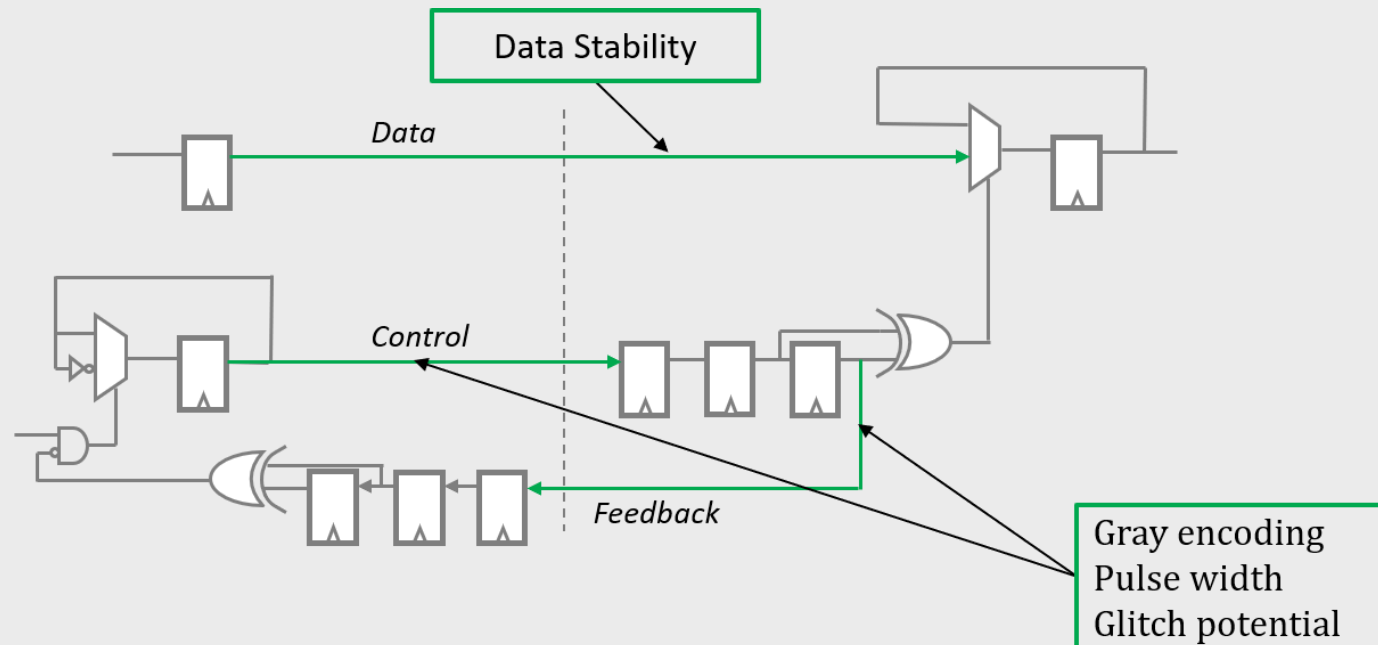 Data Stability
Data
Control
Feedback
Gray encoding
Pulse width
Glitch potential